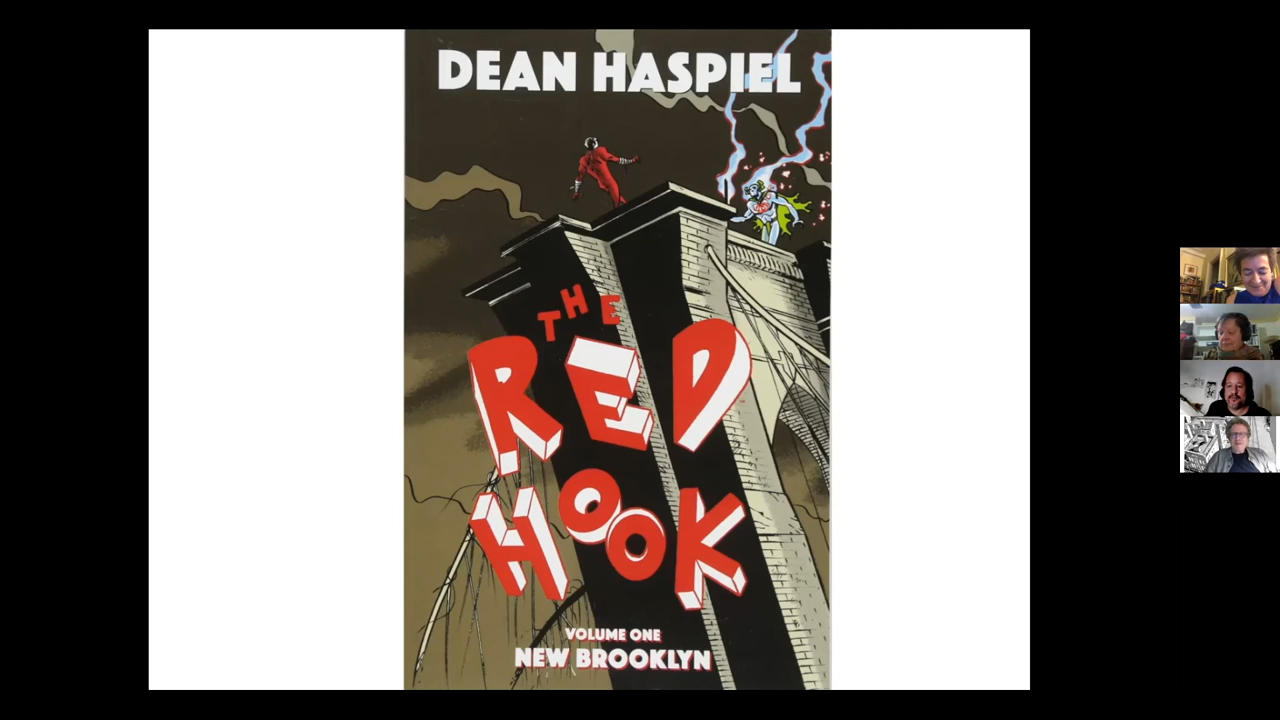 DEAN HASPIEL
THE
RED
HOOK
VOLUME ONE
NEW BROOKLYN